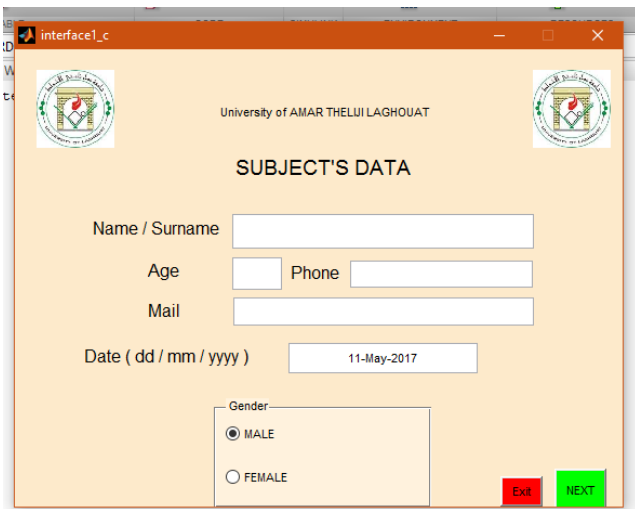 interface1_c
University of AMAR THELIJI LAGHOUAT
SUBJECT'S DATA
Name / Surname
Age Phone
Mail
Date ( dd / mm / yyyy ) 11-May-2017
Gender
MALE
FEMALE
Exit NEXT